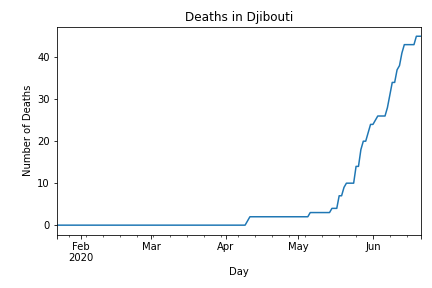 Deaths in Djibouti
Number of Deaths
40
30
20
10
0
Feb
2020
Mar
Apr
May
Jun
Day